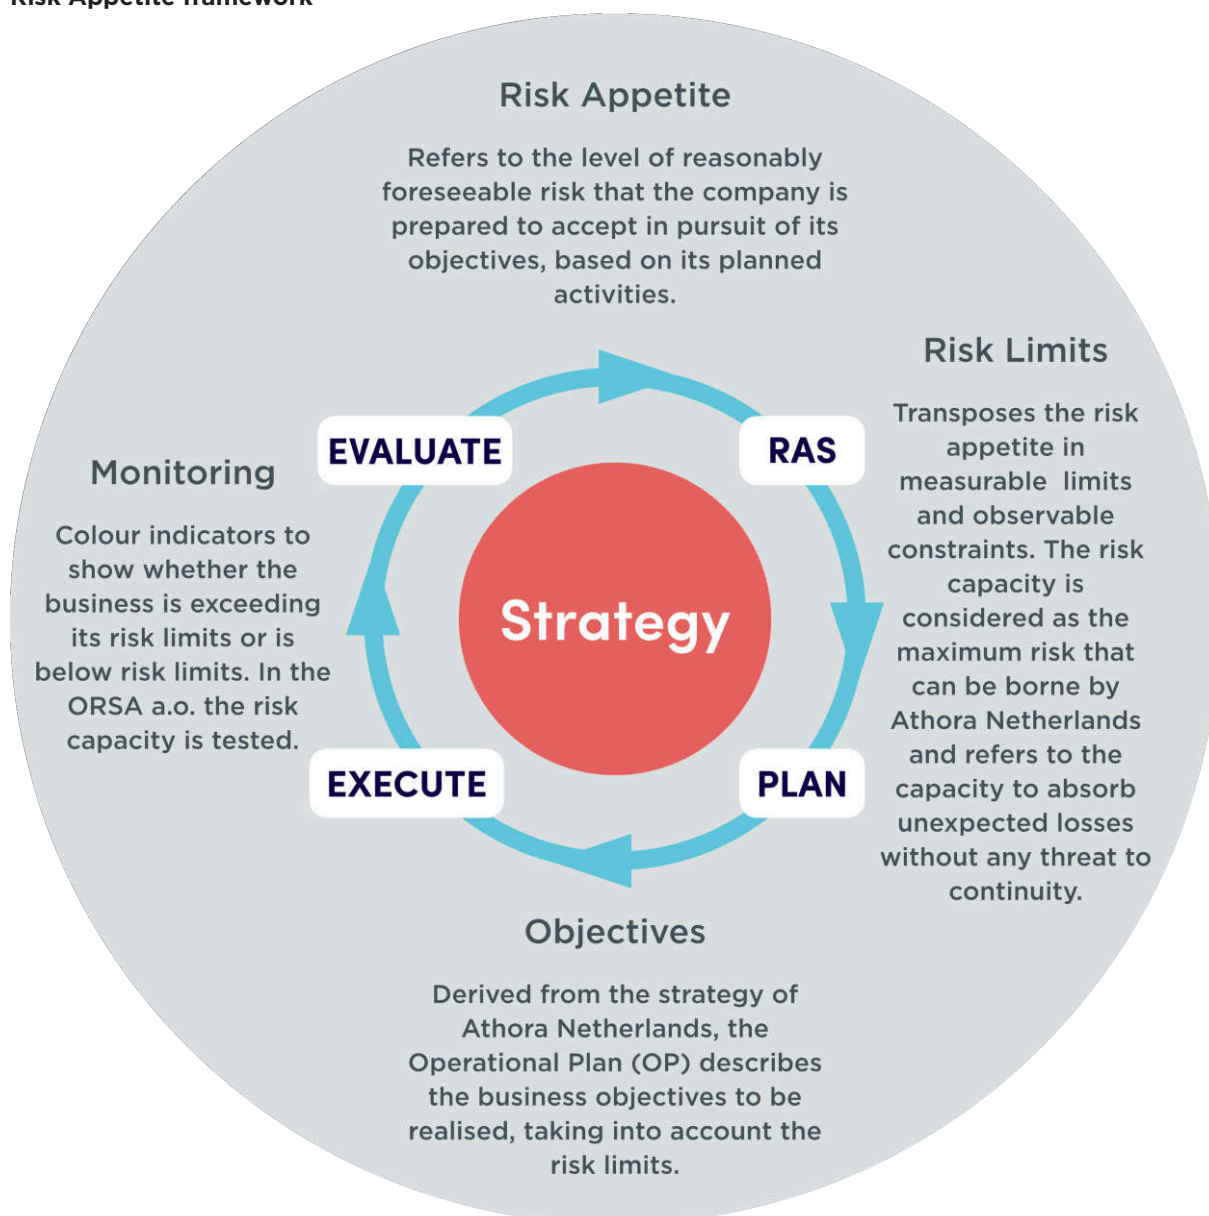 Risk Appetite framework
Risk Appetite
Refers to the level of reasonably
foreseeable risk that the company is
prepared to accept in pursuit of its
objectives, based on its planned
activities.
Risk Limits
Transposes the risk
appetite in
measurable limits
and observable
constraints. The risk
capacity is
considered as the
maximum risk that
can be borne by
Athora Netherlands
and refers to the
capacity to absorb
unexpected losses
without any threat to
continuity.
EVALUATE
RAS
Monitoring
Colour indicators to
show whether the
business is exceeding
its risk limits or is
below risk limits. In the
ORSA a.o. the risk
capacity is tested.
Strategy
EXECUTE
PLAN
Objectives
Derived from the strategy of
Athora Netherlands, the
Operational Plan (OP) describes
the business objectives to be
realised, taking into account the
risk limits.